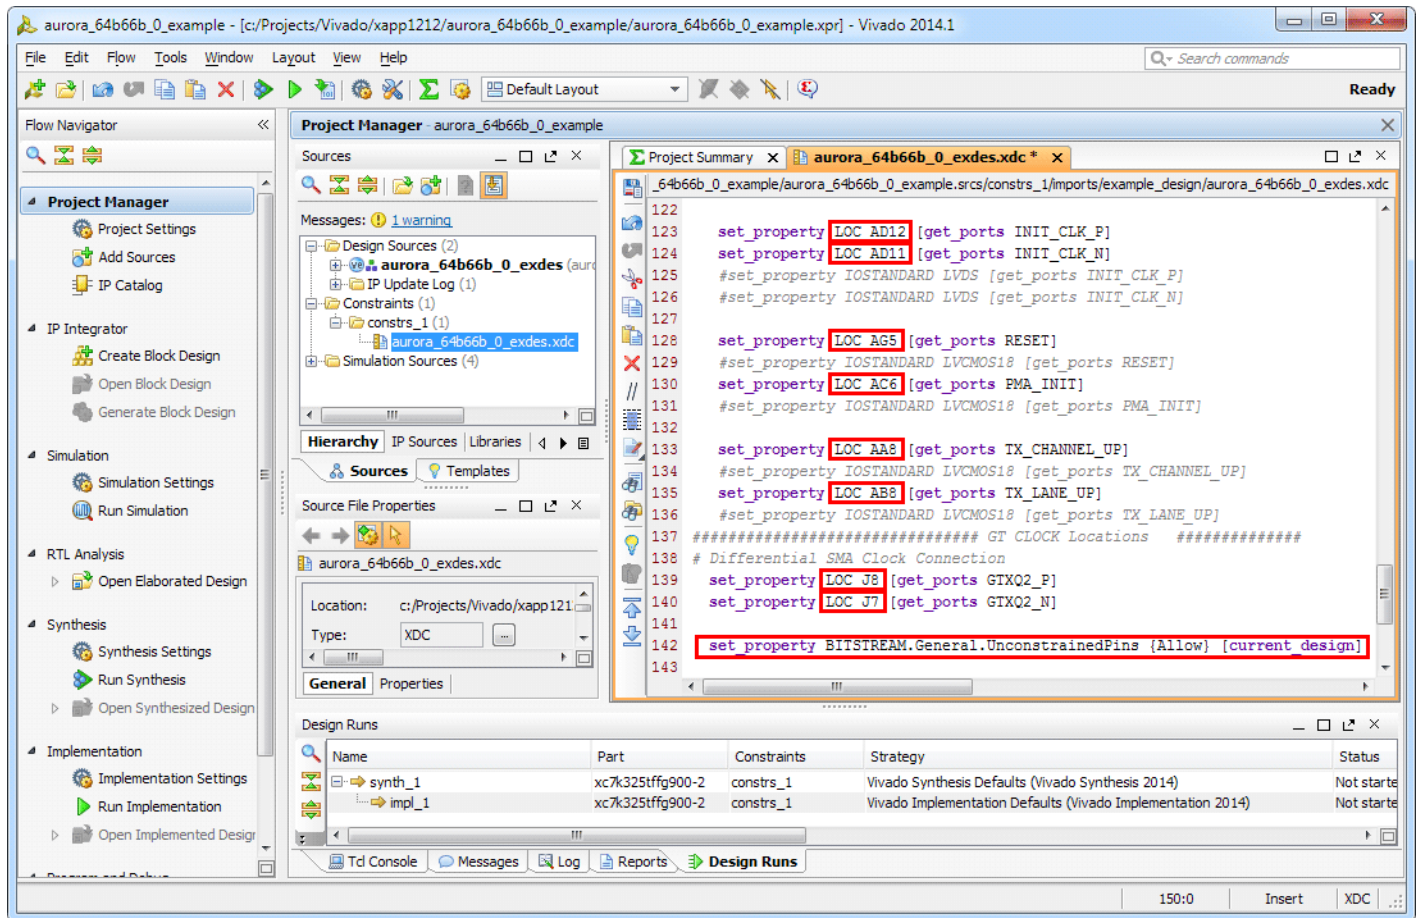 aurora_64b66b_0_example - [c:/Projects/Vivado/xapp1212/aurora_64b66b_0_example/aurora_64b66b_0_example.xpr] - Vivado 2014.1
File Edit Flow Tools Window Layout View Help
Search commands
Default Layout
Ready
Flow Navigator
Project Manager
Project Settings
Add Sources
IP Catalog
IP Integrator
Create Block Design
Open Block Design
Generate Block Design
Simulation
Simulation Settings
Run Simulation
RTL Analysis
Open Elaborated Design
Synthesis
Synthesis Settings
Run Synthesis
Open Synthesized Design
Implementation
Implementation Settings
Run Implementation
Open Implemented Desigr
Project Manager - aurora_64b66b_0_example
Sources
Messages: 1 warning
Design Sources (2)
aurora_64b66b_0_exdes (aurc
IP Update Log (1)
Constraints (1)
constrs_1 (1)
aurora_64b66b_0_exdes.xdc
Simulation Sources (4)
Hierarchy IP Sources Libraries
Sources Templates
Source File Properties
aurora_64b66b_0_exdes.xdc
Location: c:/Projects/Vivado/xapp121
Type: XDC ...
General Properties
Project Summary aurora_64b66b_0_exdes.xdc *
_64b66b_0_example/aurora_64b66b_0_example.srcs/constrs_1/imports/example_design/aurora_64b66b_0_exdes.xdc
122
123 set_property LOC AD12 [get_ports INIT_CLK_P]
124 set_property LOC AD11 [get_ports INIT_CLK_N]
125 #set_property IOSTANDARD LVDS [get_ports INIT_CLK_P]
126 #set_property IOSTANDARD LVDS [get_ports INIT_CLK_N]
127
128 set_property LOC AG5 [get_ports RESET]
129 #set_property IOSTANDARD LVCMOS18 [get_ports RESET]
130 set_property LOC AC6 [get_ports PMA_INIT]
131 #set_property IOSTANDARD LVCMOS18 [get_ports PMA_INIT]
132
133 set_property LOC AA8 [get_ports TX_CHANNEL_UP]
134 #set_property IOSTANDARD LVCMOS18 [get_ports TX_CHANNEL_UP]
135 set_property LOC AB8 [get_ports TX_LANE_UP]
136 #set_property IOSTANDARD LVCMOS18 [get_ports TX_LANE_UP]
137 ################################ GT CLOCK Locations ##############
138 # Differential SMA Clock Connection
139 set_property LOC J8 [get_ports GTXQ2_P]
140 set_property LOC J7 [get_ports GTXQ2_N]
141
142 set_property BITSTREAM.General.UnconstrainedPins {Allow} [current_design]
143
Design Runs
Name Part Constraints Strategy Status
synth_1 xc7k325tffg900-2 constrs_1 Vivado Synthesis Defaults (Vivado Synthesis 2014) Not starte
impl_1 xc7k325tffg900-2 constrs_1 Vivado Implementation Defaults (Vivado Implementation 2014) Not starte
Tcl Console Messages Log Reports Design Runs
150:0 Insert XDC